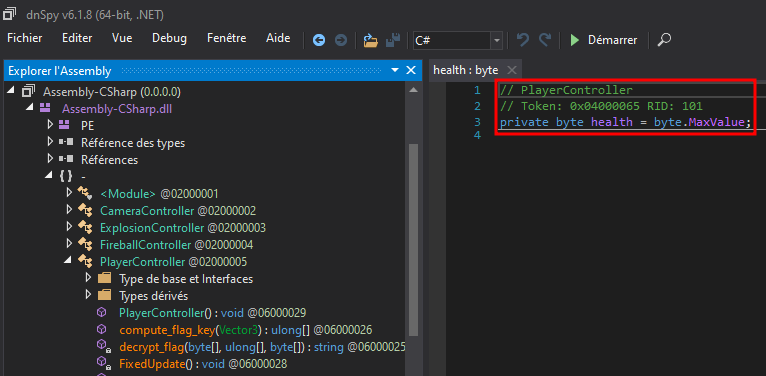 dnSpy v6.1.8 (64-bit, .NET)
Fichier Editer Vue Debug Fenêtre Aide C# Démarrer
Explorer l'Assembly
Assembly-CSharp (0.0.0.0)
Assembly-CSharp.dll
PE
Référence des types
Références
{ } -
<Module> @02000001
CameraController @02000002
ExplosionController @02000003
FireballController @02000004
PlayerController @02000005
Type de base et Interfaces
Types dérivés
PlayerController() : void @06000029
compute_flag_key(Vector3) : ulong[] @06000026
decrypt_flag(byte[], ulong[], byte[]) : string @06000025
FixedUpdate() : void @06000028
health : byte
1 // PlayerController
2 // Token: 0x04000065 RID: 101
3 private byte health = byte.MaxValue;
4